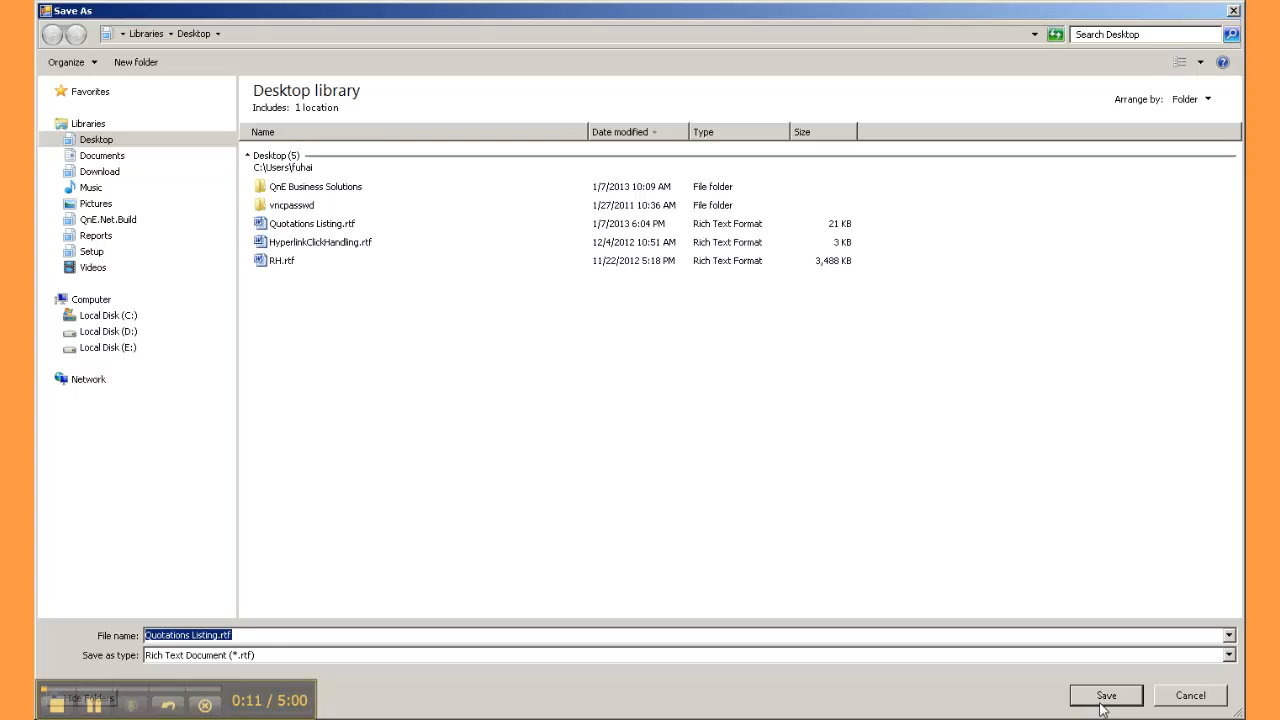 Save As
Libraries Desktop
Search Desktop
Organize
New folder
Favorites
Libraries
Desktop
Documents
Download
Music
Pictures
QnE.Net.Build
Reports
Setup
Videos
Computer
Local Disk (C:)
Local Disk (D:)
Local Disk (E:)
Network
Desktop library
Includes: 1 location
Arrange by: Folder
Name Date modified Type Size
Desktop (5)
C:\Users\fuhai
QnE Business Solutions 1/7/2013 10:09 AM File folder
vncpasswd 1/27/2011 10:36 AM File folder
Quotations Listing.rtf 1/7/2013 6:04 PM Rich Text Format 21 KB
HyperlinkClickHandling.rtf 12/4/2012 10:51 AM Rich Text Format 3 KB
RH.rtf 11/22/2012 5:18 PM Rich Text Format 3,488 KB
File name: Quotations Listing.rtf
Save as type: Rich Text Document (*.rtf)
Hide Folders
0:11 / 5:00
Save
Cancel